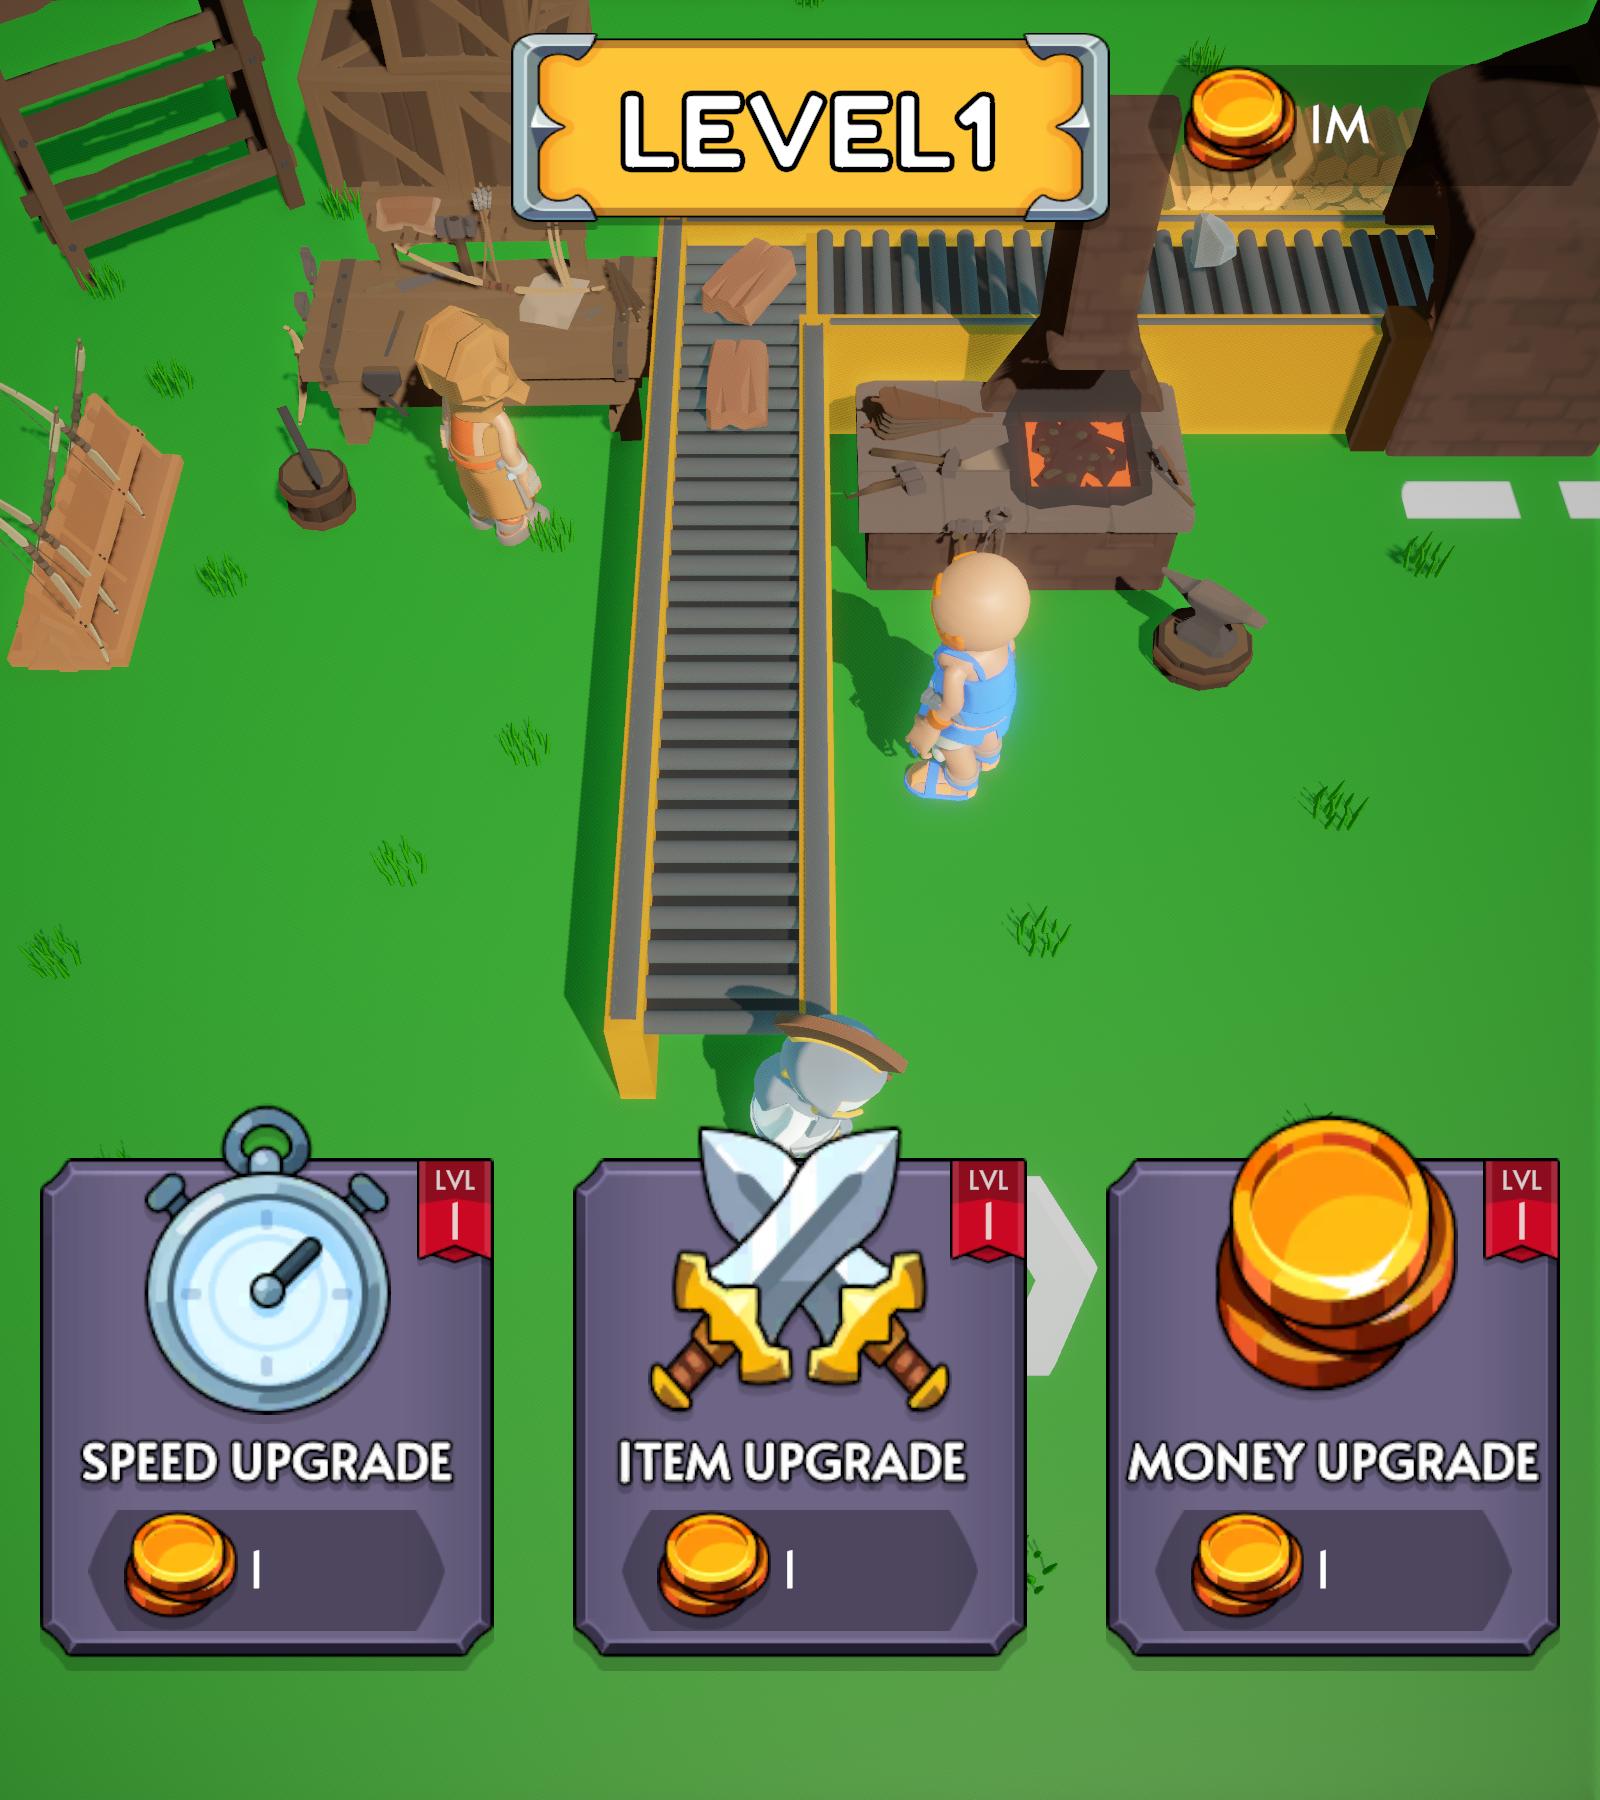 LEVEL1
1M
LVL
1
LVL
1
LVL
1
SPEED UPGRADE
ITEM UPGRADE
MONEY UPGRADE
1
1
1